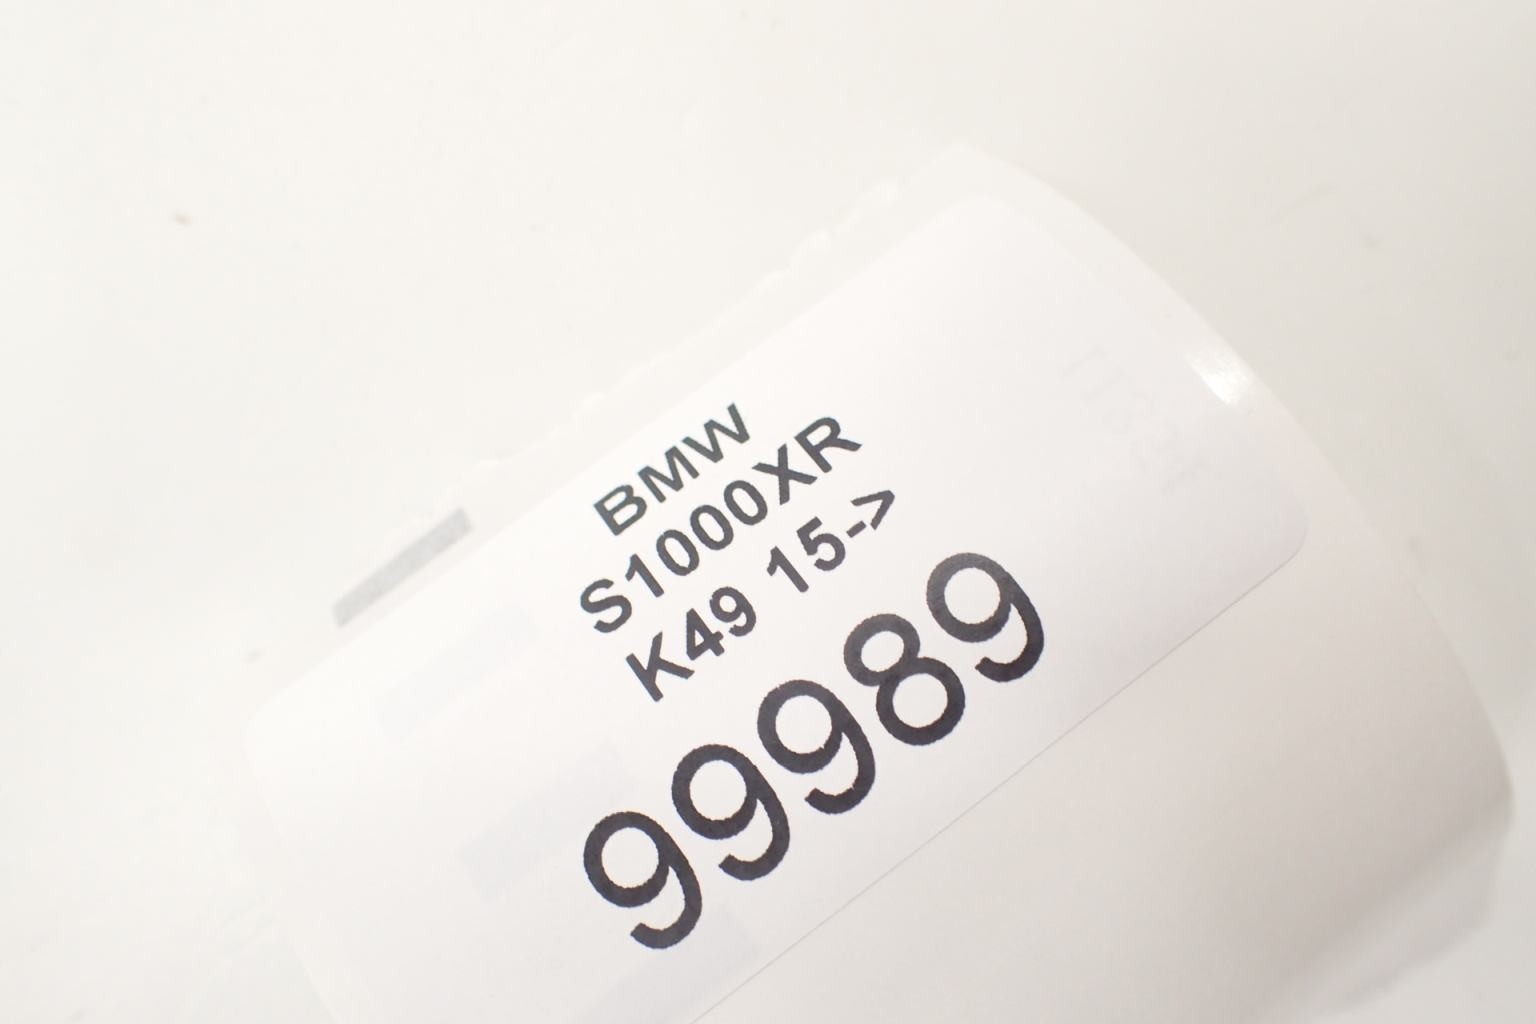 BMW
S1000XR
K49 15->
99989